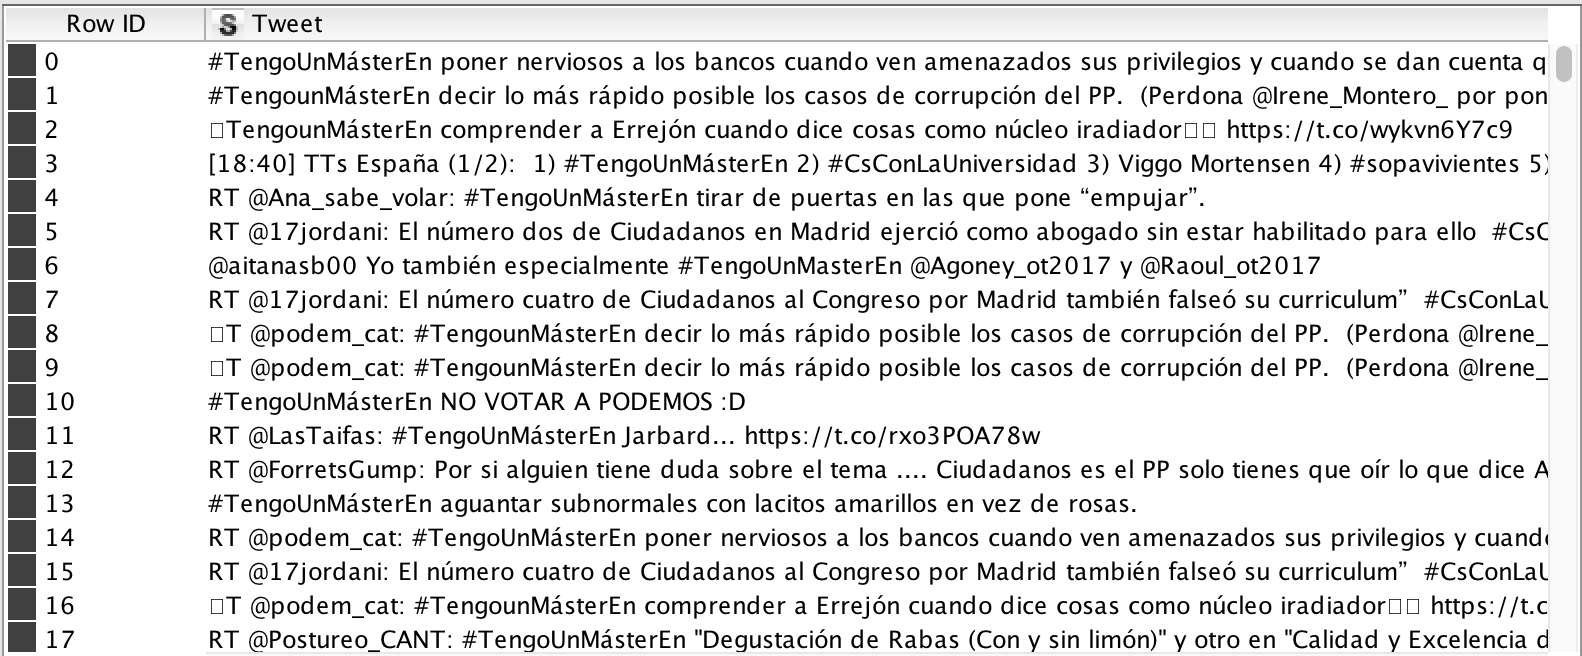 Row ID S Tweet
0 #TengoUnMásterEn poner nerviosos a los bancos cuando ven amenazados sus privilegios y cuando se dan cuenta q
1 #TengounMásterEn decir lo más rápido posible los casos de corrupción del PP. (Perdona @Irene_Montero_ por pon
2 □TengounMásterEn comprender a Errejón cuando dice cosas como núcleo iradiador□□ https://t.co/wykvn6Y7c9
3 [18:40] TTs España (1/2): 1) #TengoUnMásterEn 2) #CsConLaUniversidad 3) Viggo Mortensen 4) #sopavivientes 5)
4 RT @Ana_sabe_volar: #TengoUnMásterEn tirar de puertas en las que pone “empujar”.
5 RT @17jordani: El número dos de Ciudadanos en Madrid ejerció como abogado sin estar habilitado para ello #CsC
6 @aitanasb00 Yo también especialmente #TengoUnMasterEn @Agoney_ot2017 y @Raoul_ot2017
7 RT @17jordani: El número cuatro de Ciudadanos al Congreso por Madrid también falseó su curriculum” #CsConLaU
8 □T @podem_cat: #TengounMásterEn decir lo más rápido posible los casos de corrupción del PP. (Perdona @Irene_
9 □T @podem_cat: #TengounMásterEn decir lo más rápido posible los casos de corrupción del PP. (Perdona @Irene_
10 #TengoUnMásterEn NO VOTAR A PODEMOS :D
11 RT @LasTaifas: #TengoUnMásterEn Jarbard… https://t.co/rxo3POA78w
12 RT @ForretsGump: Por si alguien tiene duda sobre el tema .... Ciudadanos es el PP solo tienes que oír lo que dice A
13 #TengoUnMásterEn aguantar subnormales con lacitos amarillos en vez de rosas.
14 RT @podem_cat: #TengoUnMásterEn poner nerviosos a los bancos cuando ven amenazados sus privilegios y cuando
15 RT @17jordani: El número cuatro de Ciudadanos al Congreso por Madrid también falseó su curriculum” #CsConLaU
16 □T @podem_cat: #TengounMásterEn comprender a Errejón cuando dice cosas como núcleo iradiador□□ https://t.c
17 RT @Postureo_CANT: #TengoUnMásterEn "Degustación de Rabas (Con y sin limón)" y otro en "Calidad y Excelencia d